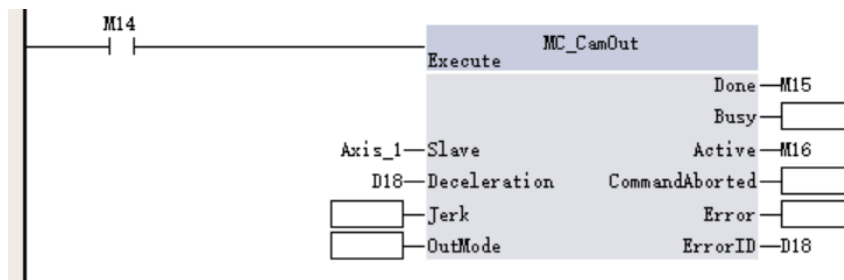 M14
MC_CamOut
Execute
Done M15
Busy
Axis_1 Slave Active M16
D18 Deceleration CommandAborted
Jerk Error
OutMode ErrorID D18